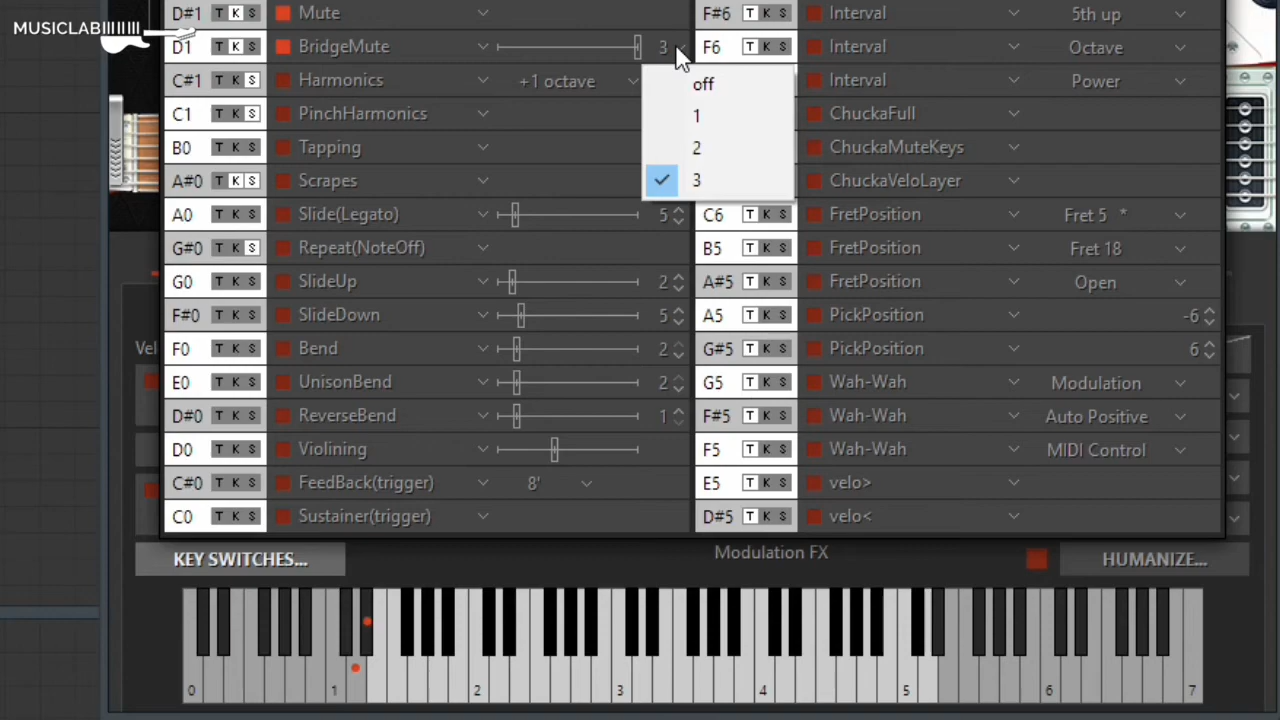 MUSICLAB
D#1 T K S Mute
D1 T K S BridgeMute 3
C#1 T K S Harmonics +1 octave
C1 T K S PinchHarmonics
B0 T K S Tapping
A#0 T K S Scrapes
A0 T K S Slide(Legato) 5
G#0 T K S Repeat(NoteOff)
G0 T K S SlideUp 2
F#0 T K S SlideDown 5
F0 T K S Bend 2
E0 T K S UnisonBend 2
D#0 T K S ReverseBend 1
D0 T K S Violining
C#0 T K S FeedBack(trigger) 8'
C0 T K S Sustainer(trigger)
off
1
2
3
F#6 T K S Interval 5th up
F6 T K S Interval Octave
Interval Power
ChuckaFull
ChuckaMuteKeys
ChuckaVeloLayer
C6 T K S FretPosition Fret 5 *
B5 T K S FretPosition Fret 18
A#5 T K S FretPosition Open
A5 T K S PickPosition -6
G#5 T K S PickPosition 6
G5 T K S Wah-Wah Modulation
F#5 T K S Wah-Wah Auto Positive
F5 T K S Wah-Wah MIDI Control
E5 T K S velo>
D#5 T K S velo<
Vel
KEY SWITCHES...
Modulation FX
HUMANIZE...
0 1 2 3 4 5 6 7